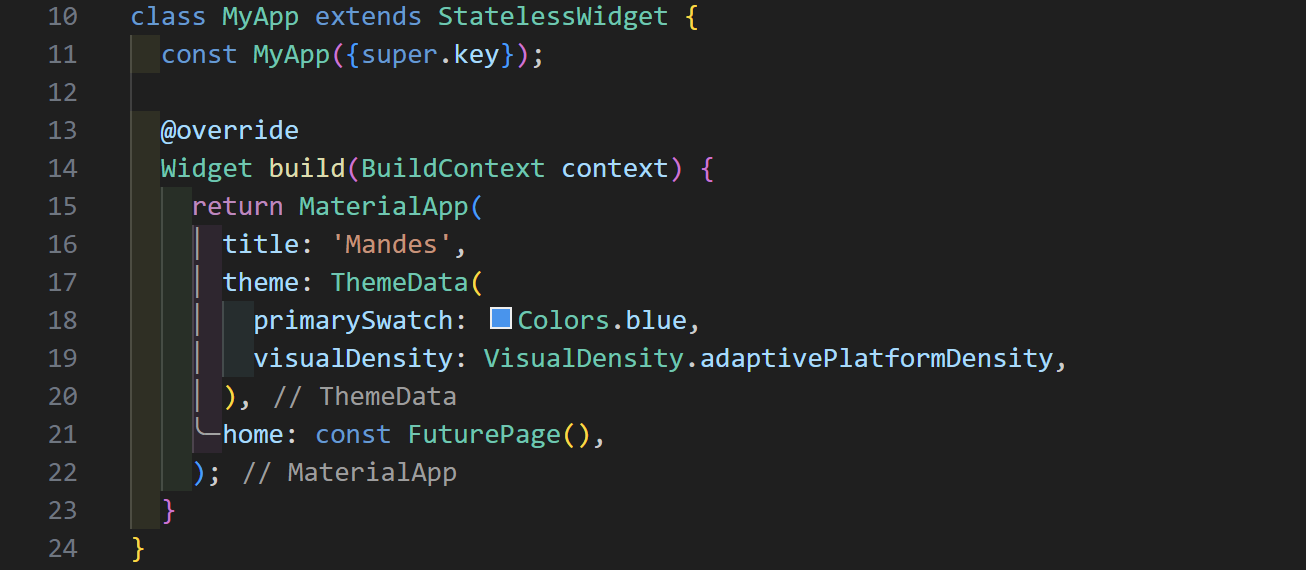 10 class MyApp extends StatelessWidget {
11 const MyApp({super.key});
12
13 @override
14 Widget build(BuildContext context) {
15 return MaterialApp(
16 title: 'Mandes',
17 theme: ThemeData(
18 primarySwatch: Colors.blue,
19 visualDensity: VisualDensity.adaptivePlatformDensity,
20 ), // ThemeData
21 home: const FuturePage(),
22 ); // MaterialApp
23 }
24 }